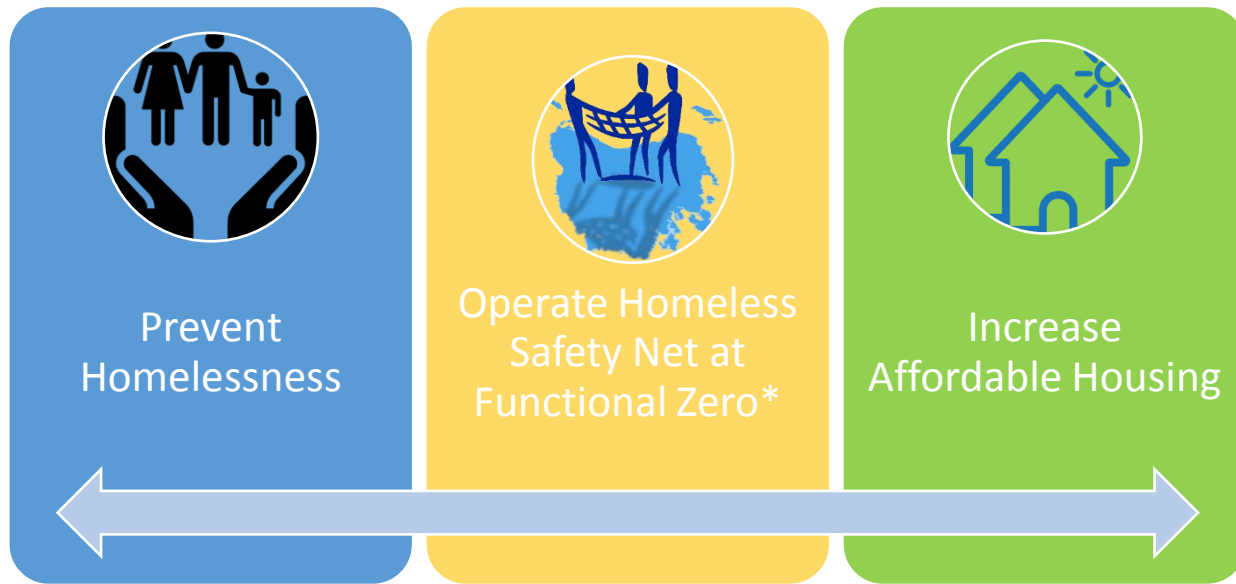 Prevent
Homelessness
Operate Homeless
Safety Net at
Functional Zero*
Increase
Affordable Housing